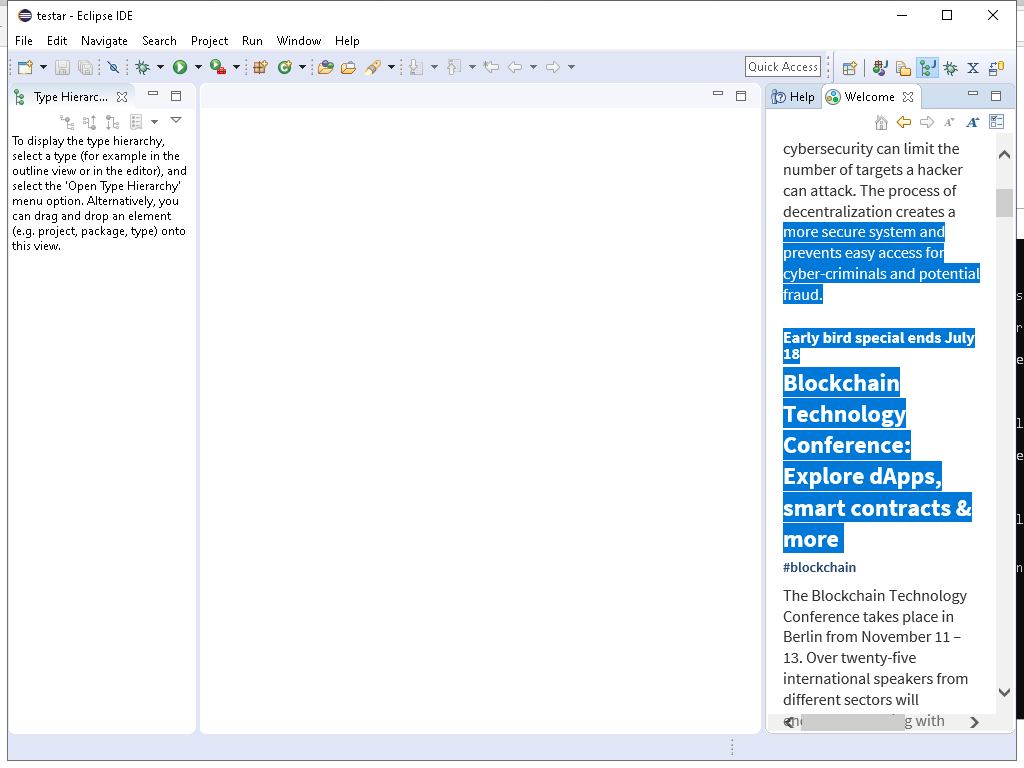 testar - Eclipse IDE
File Edit Navigate Search Project Run Window Help
Quick Access
Type Hierarc...
To display the type hierarchy,
select a type (for example in the
outline view or in the editor), and
select the 'Open Type Hierarchy'
menu option. Alternatively, you
can drag and drop an element
(e.g. project, package, type) onto
this view.
Help Welcome
cybersecurity can limit the
number of targets a hacker
can attack. The process of
decentralization creates a
more secure system and
prevents easy access for
cyber-criminals and potential
fraud.
Early bird special ends July
18
Blockchain
Technology
Conference:
Explore dApps,
smart contracts &
more
#blockchain
The Blockchain Technology
Conference takes place in
Berlin from November 11 –
13. Over twenty-five
international speakers from
different sectors will
with